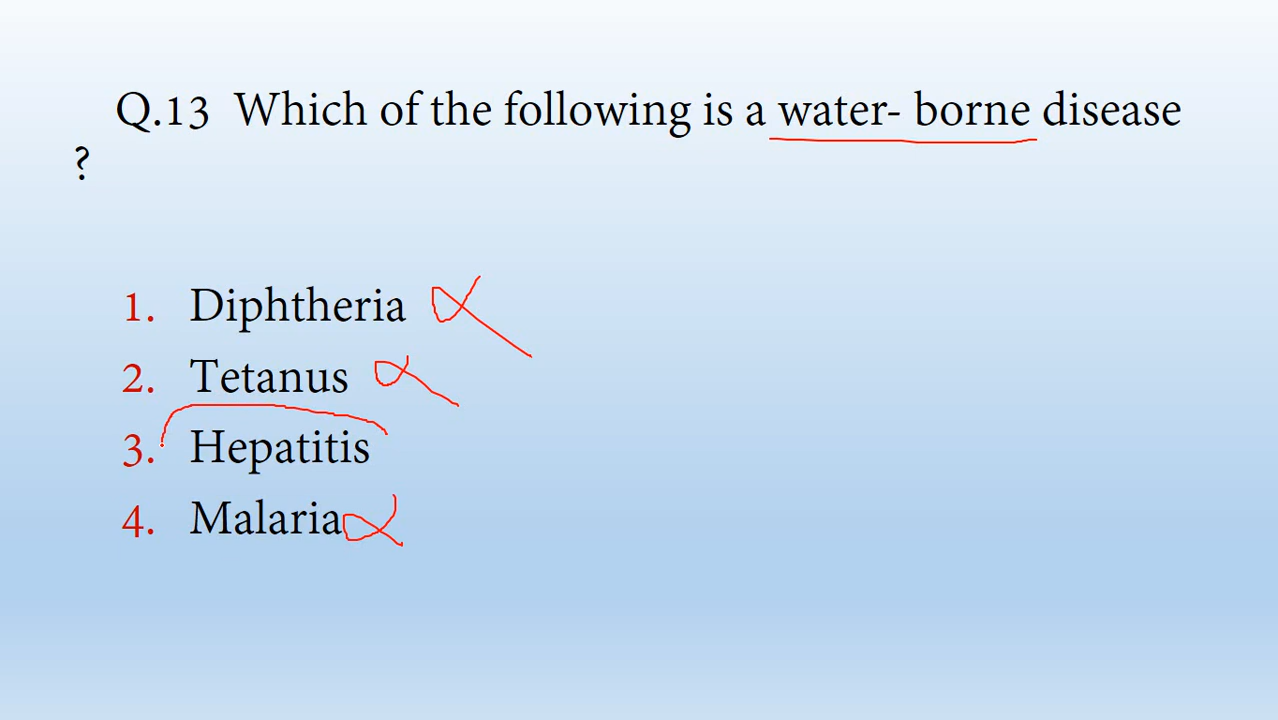 Q.13 Which of the following is a water- borne disease
?
1. Diphtheria
2. Tetanus
3. Hepatitis
4. Malaria